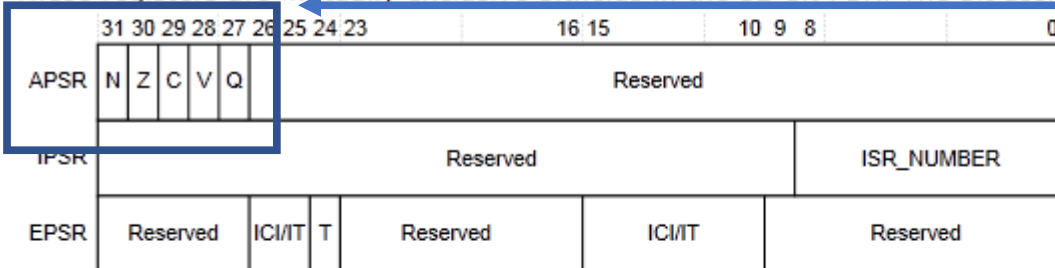 31 30 29 28 27 26 25 24 23 16 15 10 9 8 0
APSR N Z C V Q Reserved
IPSR Reserved ISR_NUMBER
EPSR Reserved ICI/IT T Reserved ICI/IT Reserved